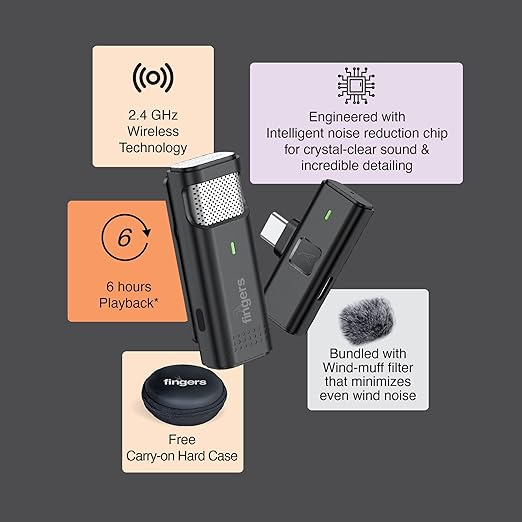 2.4 GHz
Wireless
Technology
Engineered with
Intelligent noise reduction chip
for crystal-clear sound &
incredible detailing
6
6 hours
Playback*
fingers
Bundled with
Wind-muff filter
that minimizes
even wind noise
fingers
Free
Carry-on Hard Case